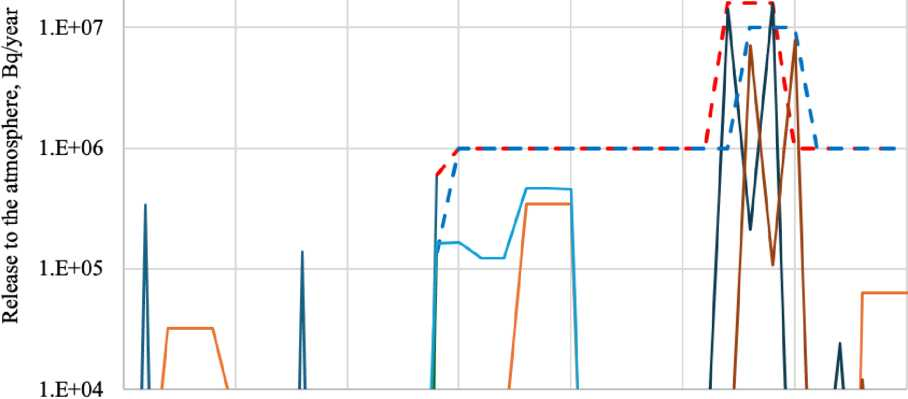 Release to the atmosphere, Bq/year
1.E+07
1.E+06
1.E+05
1.E+04